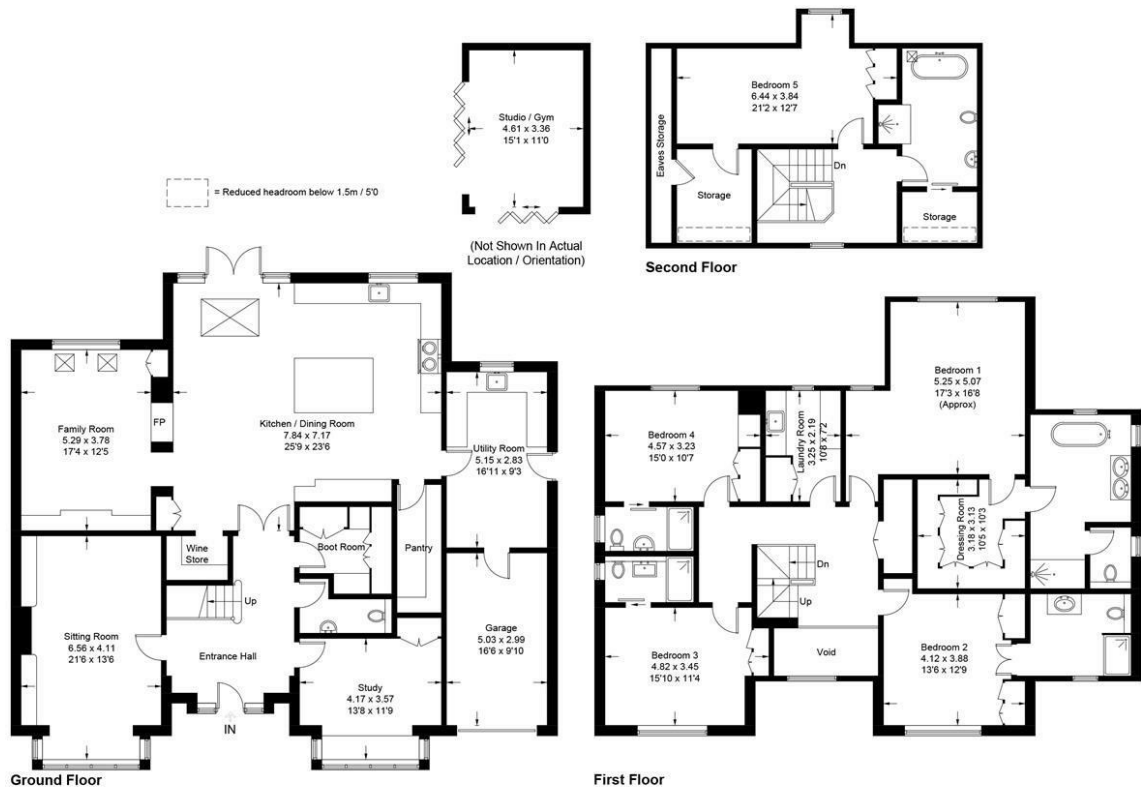 Studio / Gym
4.61 x 3.36
15'1 x 11'0
(Not Shown In Actual
Location / Orientation)
= Reduced headroom below 1.5m / 5'0
Eaves Storage
Bedroom 5
6.44 x 3.84
21'2 x 12'7
Storage
Dn
Storage
Second Floor
Family Room
5.29 x 3.78
17'4 x 12'5
FP
Kitchen / Dining Room
7.84 x 7.17
25'9 x 23'6
Utility Room
5.15 x 2.83
16'11 x 9'3
Wine
Store
Boot Room
Pantry
Up
Sitting Room
6.56 x 4.11
21'6 x 13'6
Entrance Hall
Study
4.17 x 3.57
13'8 x 11'9
Garage
5.03 x 2.99
16'6 x 9'10
IN
Ground Floor
Bedroom 1
5.25 x 5.07
17'3 x 16'8
(Approx)
Bedroom 4
4.57 x 3.23
15'0 x 10'7
Laundry Room
3.25 x 2.19
10'8 x 7'2
Dressing Room
3.18 x 3.13
10'5 x 10'3
Dn
Up
Void
Bedroom 3
4.82 x 3.45
15'10 x 11'4
Bedroom 2
4.12 x 3.88
13'6 x 12'9
First Floor